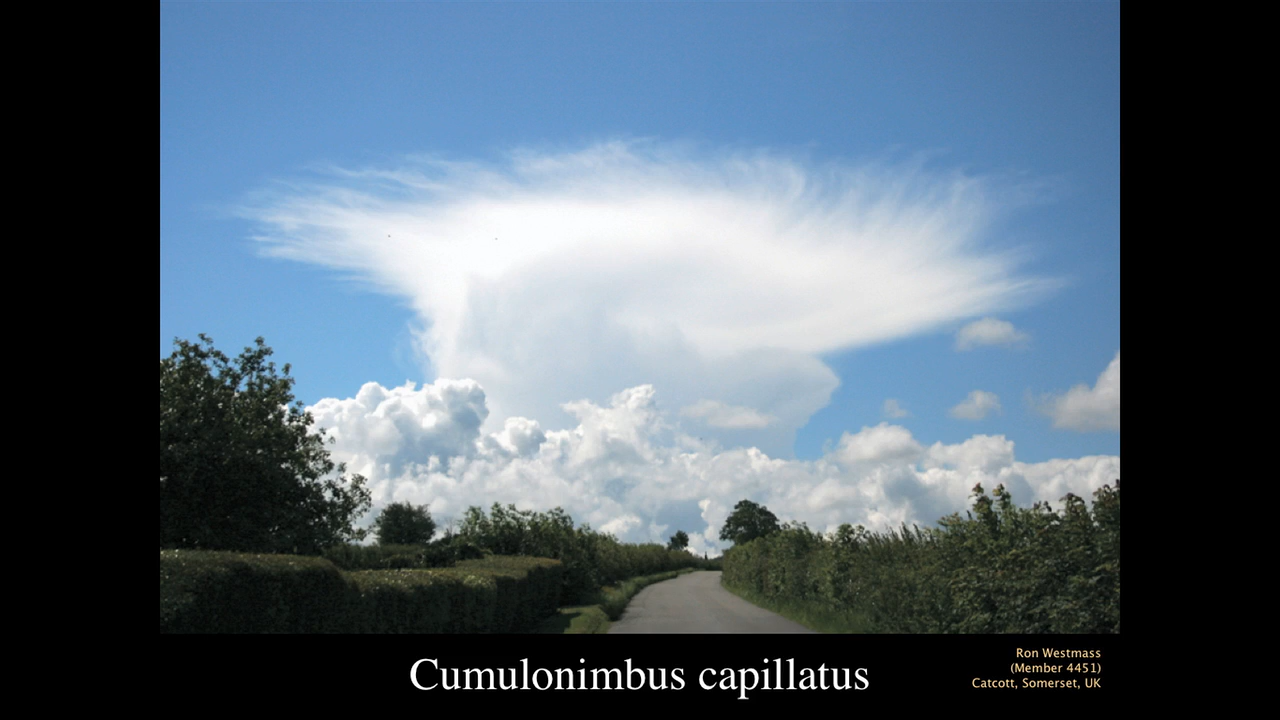 Cumulonimbus capillatus
Ron Westmass
(Member 4451)
Catcott, Somerset, UK